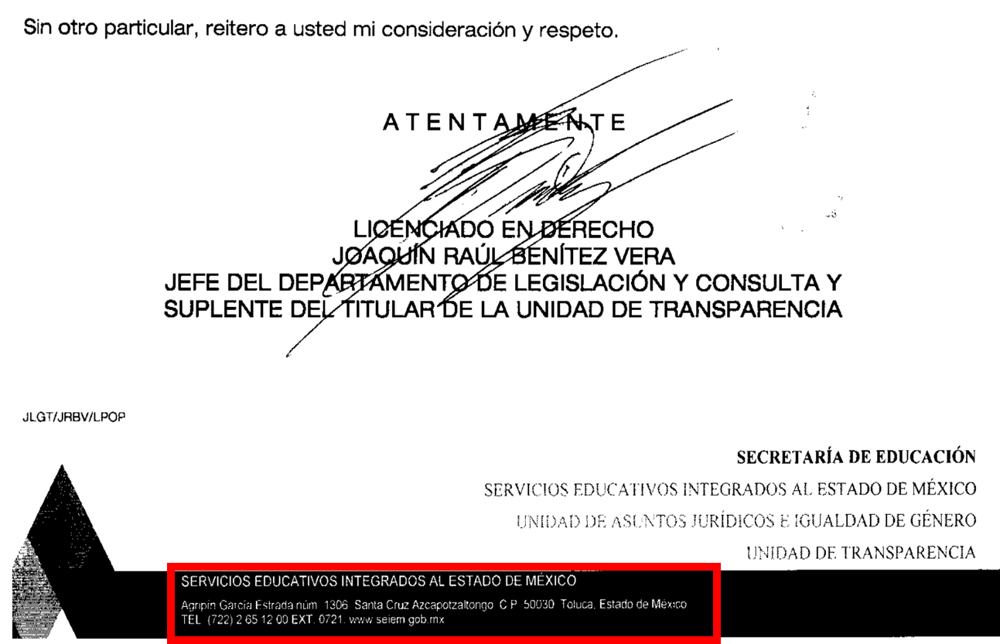 Sin otro particular, reitero a usted mi consideración y respeto.
ATENTAMENTE
LICENCIADO EN DERECHO
JOAQUÍN RAÚL BENÍTEZ VERA
JEFE DEL DEPARTAMENTO DE LEGISLACIÓN Y CONSULTA Y
SUPLENTE DEL TITULAR DE LA UNIDAD DE TRANSPARENCIA
JLGT/JRBV/LPOP
SECRETARÍA DE EDUCACIÓN
SERVICIOS EDUCATIVOS INTEGRADOS AL ESTADO DE MÉXICO
UNIDAD DE ASUNTOS JURÍDICOS E IGUALDAD DE GÉNERO
UNIDAD DE TRANSPARENCIA
SERVICIOS EDUCATIVOS INTEGRADOS AL ESTADO DE MÉXICO
Agripín García Estrada núm 1306 Santa Cruz Azcapotzaltongo C P 50030 Toluca, Estado de México
TEL (722) 2 65 12 00 EXT. 0721. www seiem gob.mx